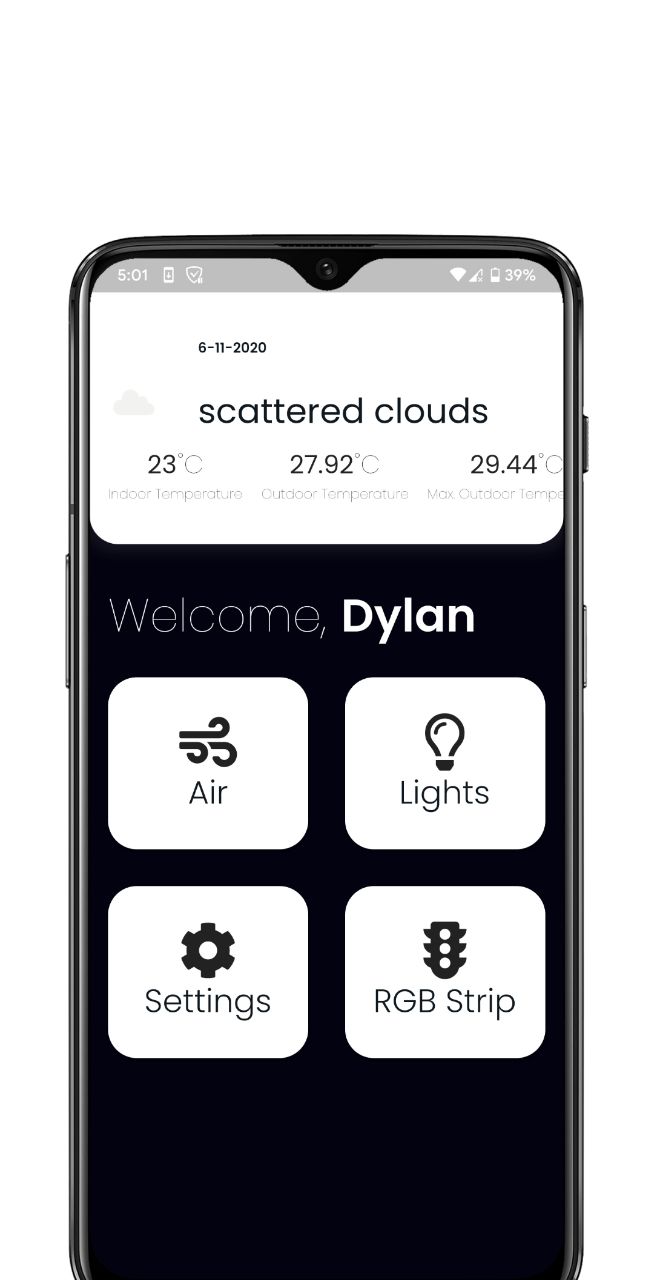 5:01 39%
6-11-2020
scattered clouds
23°C 27.92°C 29.44°C
Indoor Temperature Outdoor Temperature Max. Outdoor Tempe
Welcome, Dylan
Air Lights
Settings RGB Strip